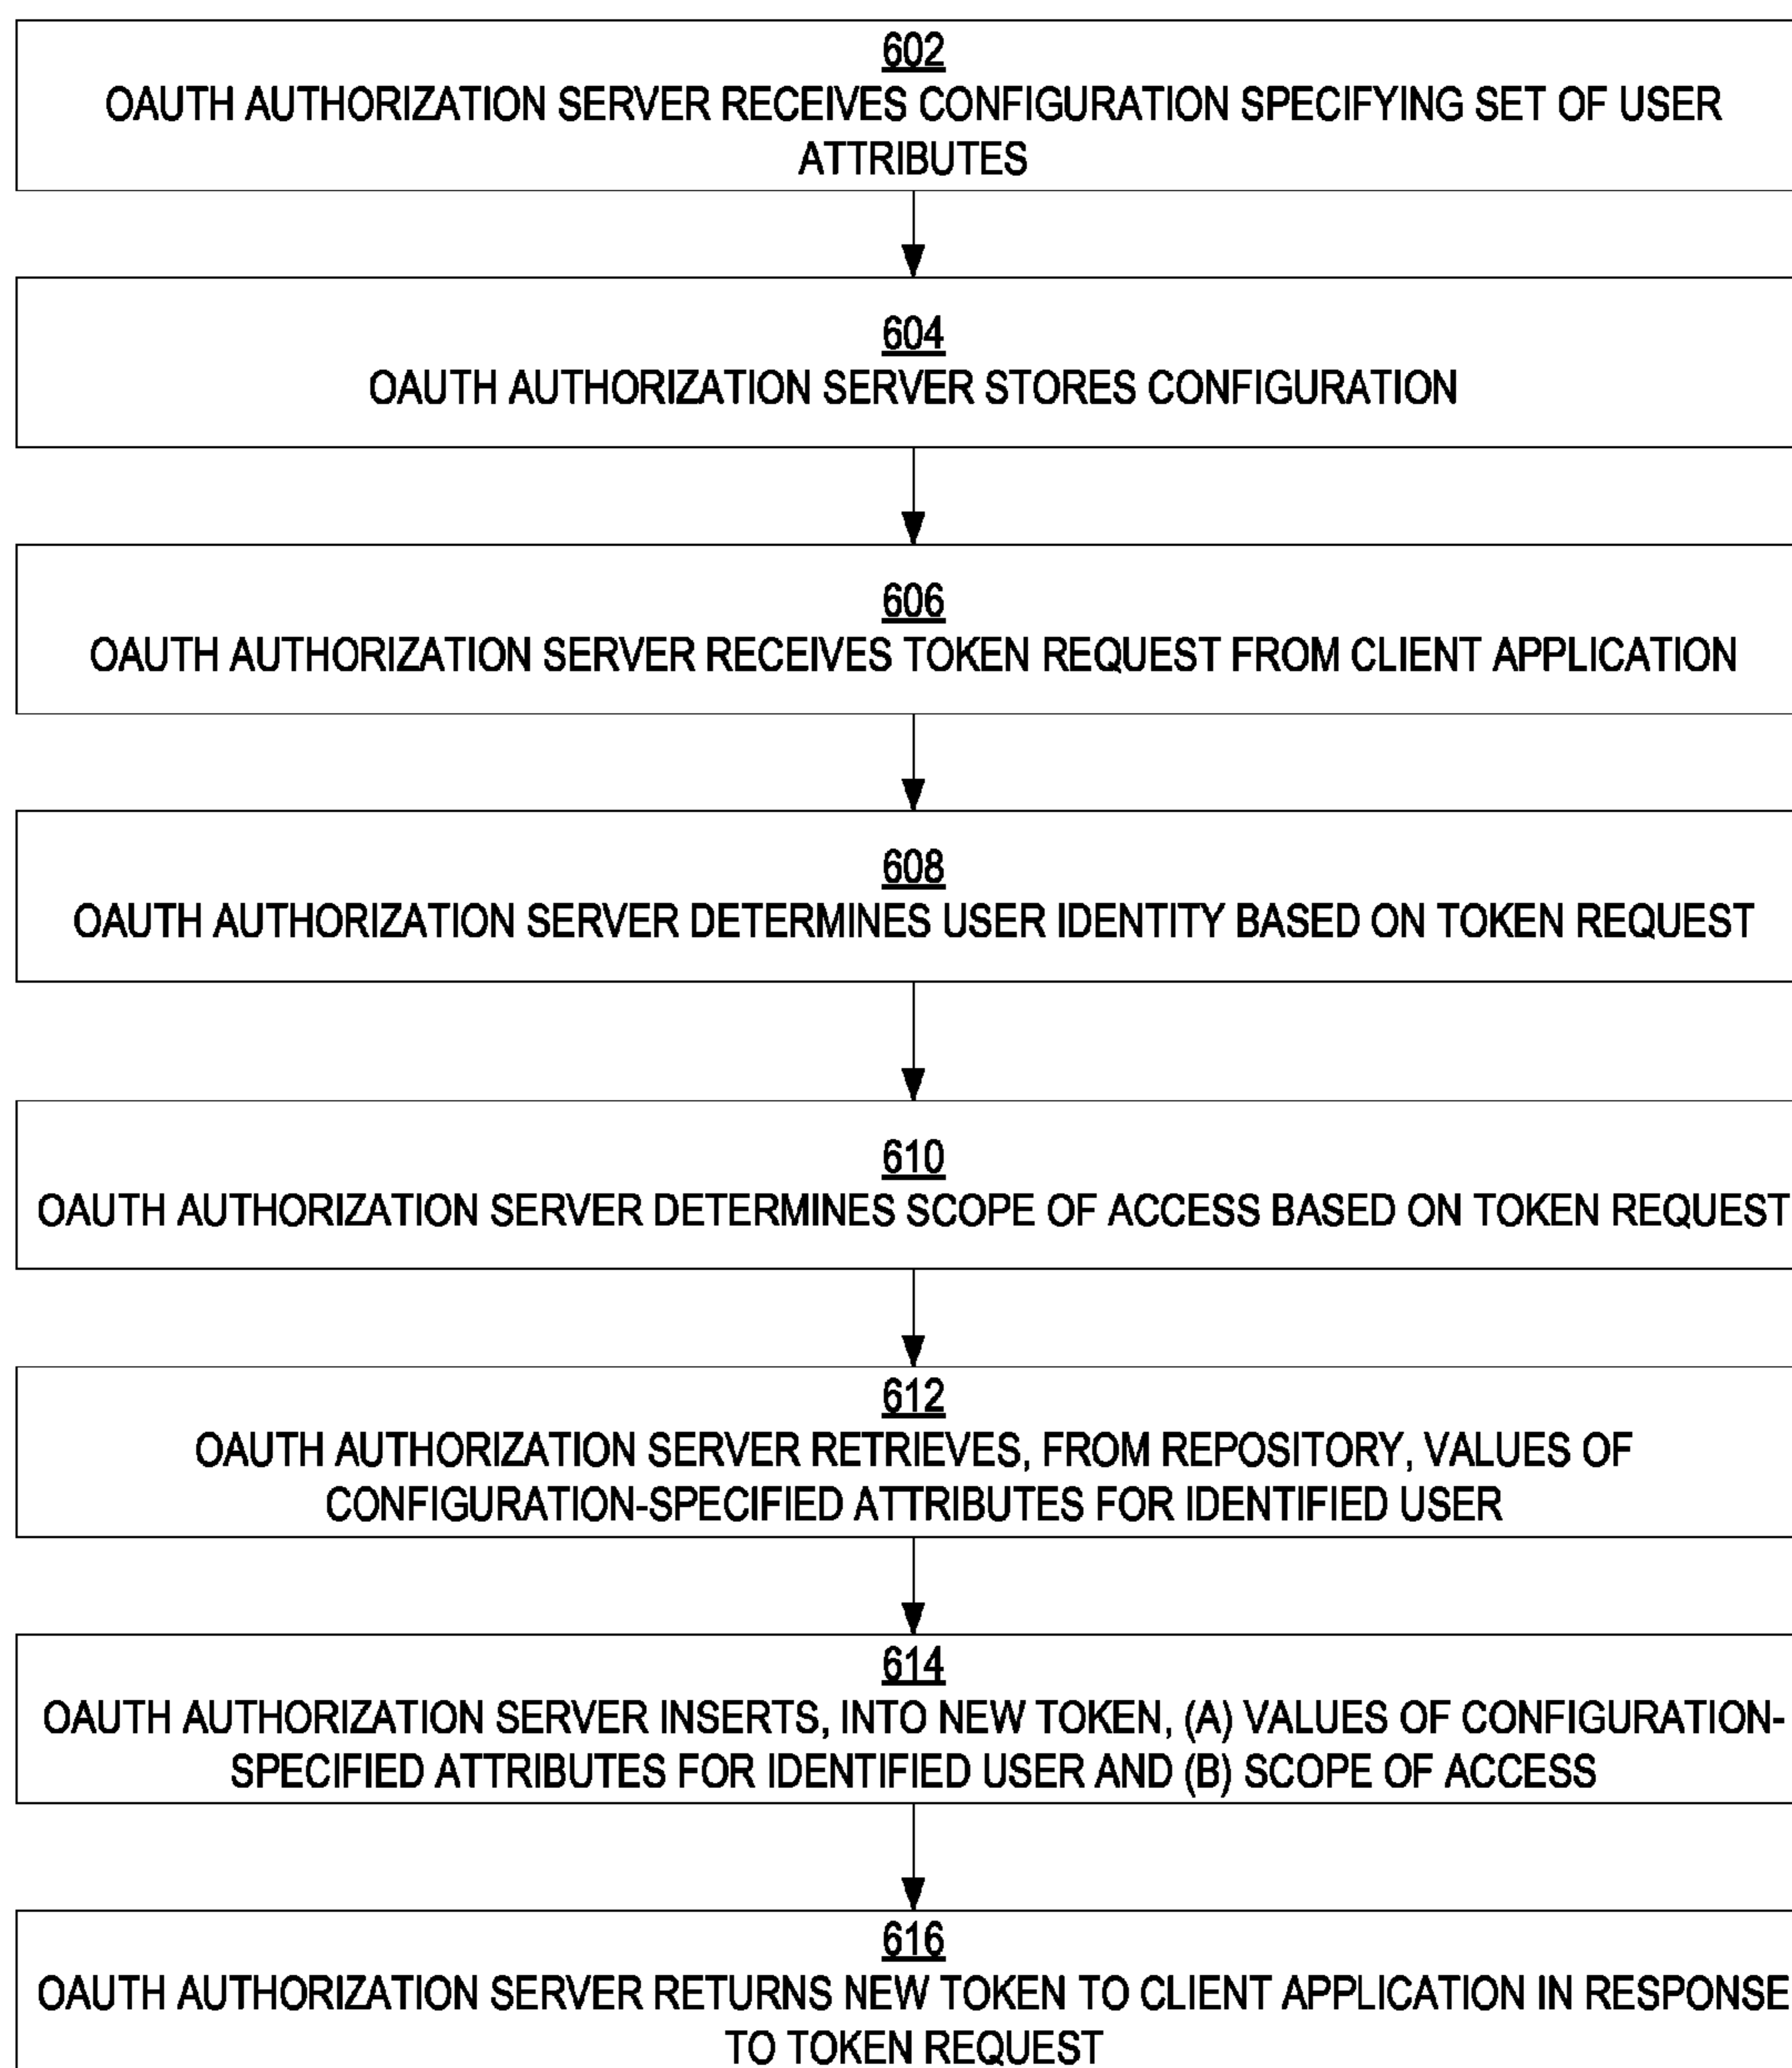 602
OAUTH AUTHORIZATION SERVER RECEIVES CONFIGURATION SPECIFYING SET OF USER
ATTRIBUTES
604
OAUTH AUTHORIZATION SERVER STORES CONFIGURATION
606
OAUTH AUTHORIZATION SERVER RECEIVES TOKEN REQUEST FROM CLIENT APPLICATION
608
OAUTH AUTHORIZATION SERVER DETERMINES USER IDENTITY BASED ON TOKEN REQUEST
610
OAUTH AUTHORIZATION SERVER DETERMINES SCOPE OF ACCESS BASED ON TOKEN REQUEST
612
OAUTH AUTHORIZATION SERVER RETRIEVES, FROM REPOSITORY, VALUES OF
CONFIGURATION-SPECIFIED ATTRIBUTES FOR IDENTIFIED USER
614
OAUTH AUTHORIZATION SERVER INSERTS, INTO NEW TOKEN, (A) VALUES OF CONFIGURATION-
SPECIFIED ATTRIBUTES FOR IDENTIFIED USER AND (B) SCOPE OF ACCESS
616
OAUTH AUTHORIZATION SERVER RETURNS NEW TOKEN TO CLIENT APPLICATION IN RESPONSE
TO TOKEN REQUEST